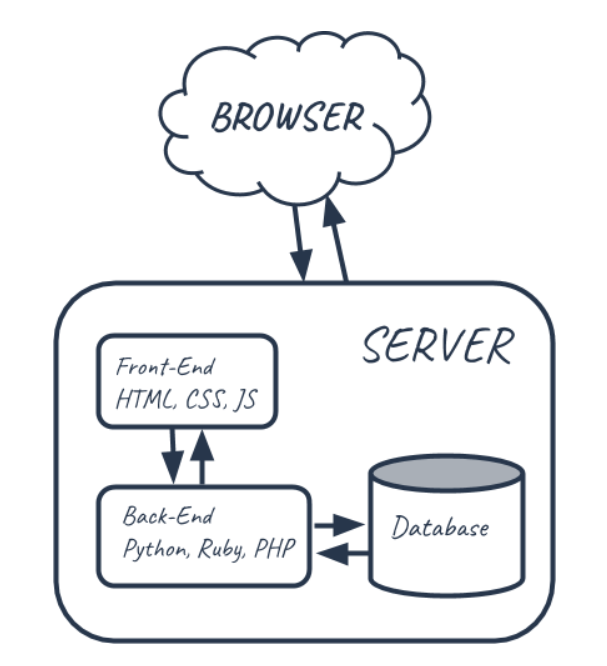 BROWSER
SERVER
Front-End
HTML, CSS, JS
Back-End
Python, Ruby, PHP
Database